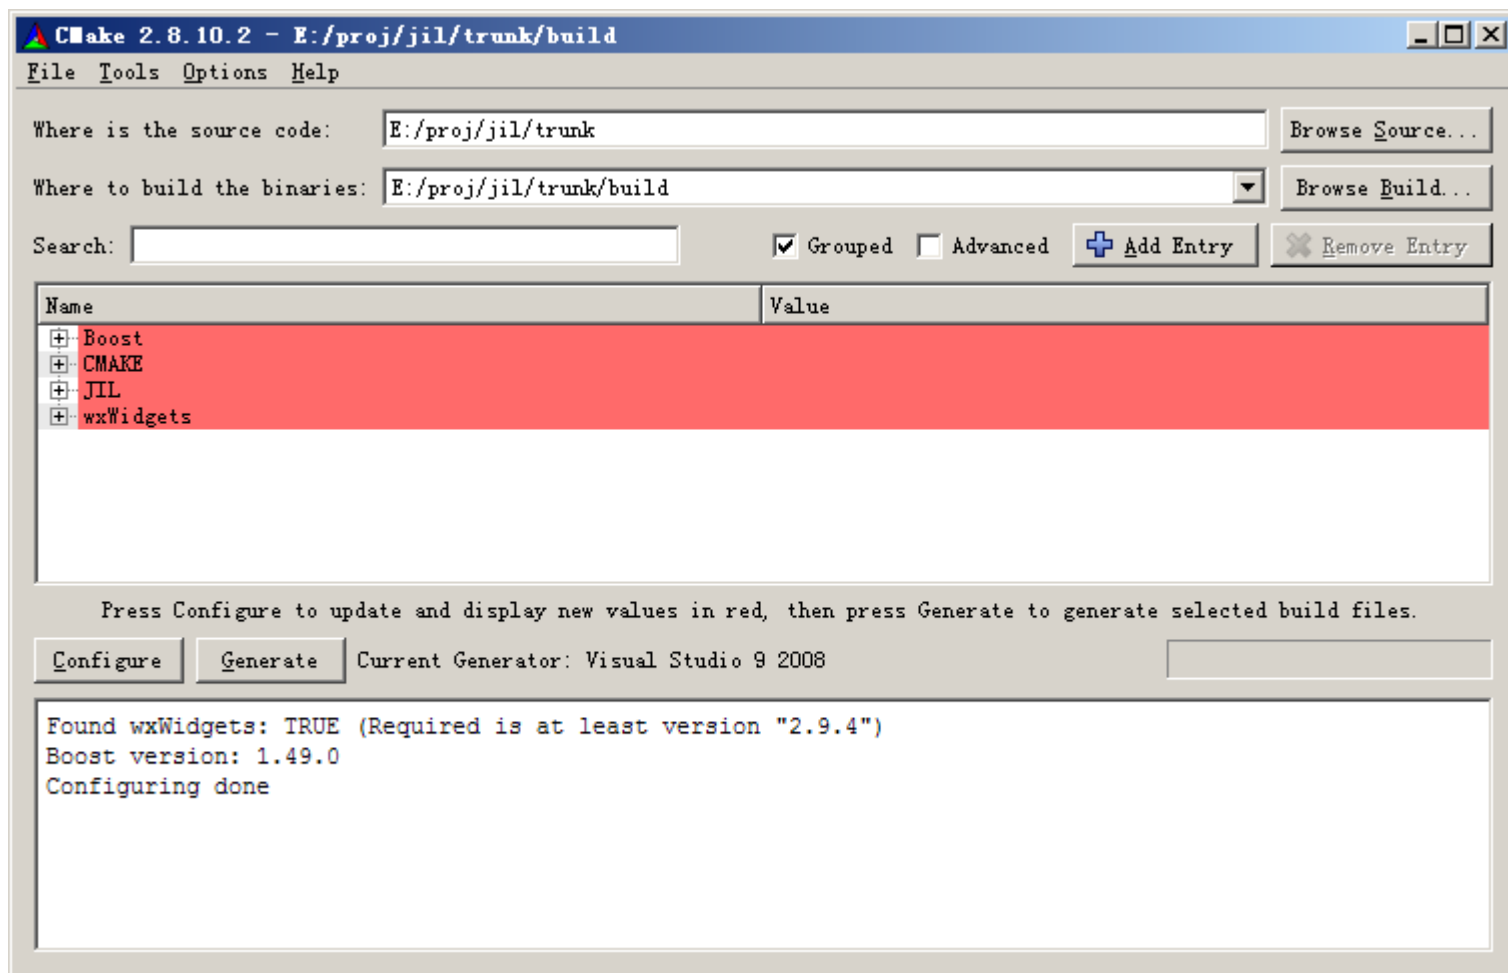 CMake 2.8.10.2 - E:/proj/jil/trunk/build
File Tools Options Help
Where is the source code: E:/proj/jil/trunk Browse Source...
Where to build the binaries: E:/proj/jil/trunk/build Browse Build...
Search: Grouped Advanced Add Entry Remove Entry
Name Value
Boost
CMAKE
JIL
wxWidgets
Press Configure to update and display new values in red, then press Generate to generate selected build files.
Configure Generate Current Generator: Visual Studio 9 2008
Found wxWidgets: TRUE (Required is at least version "2.9.4")
Boost version: 1.49.0
Configuring done